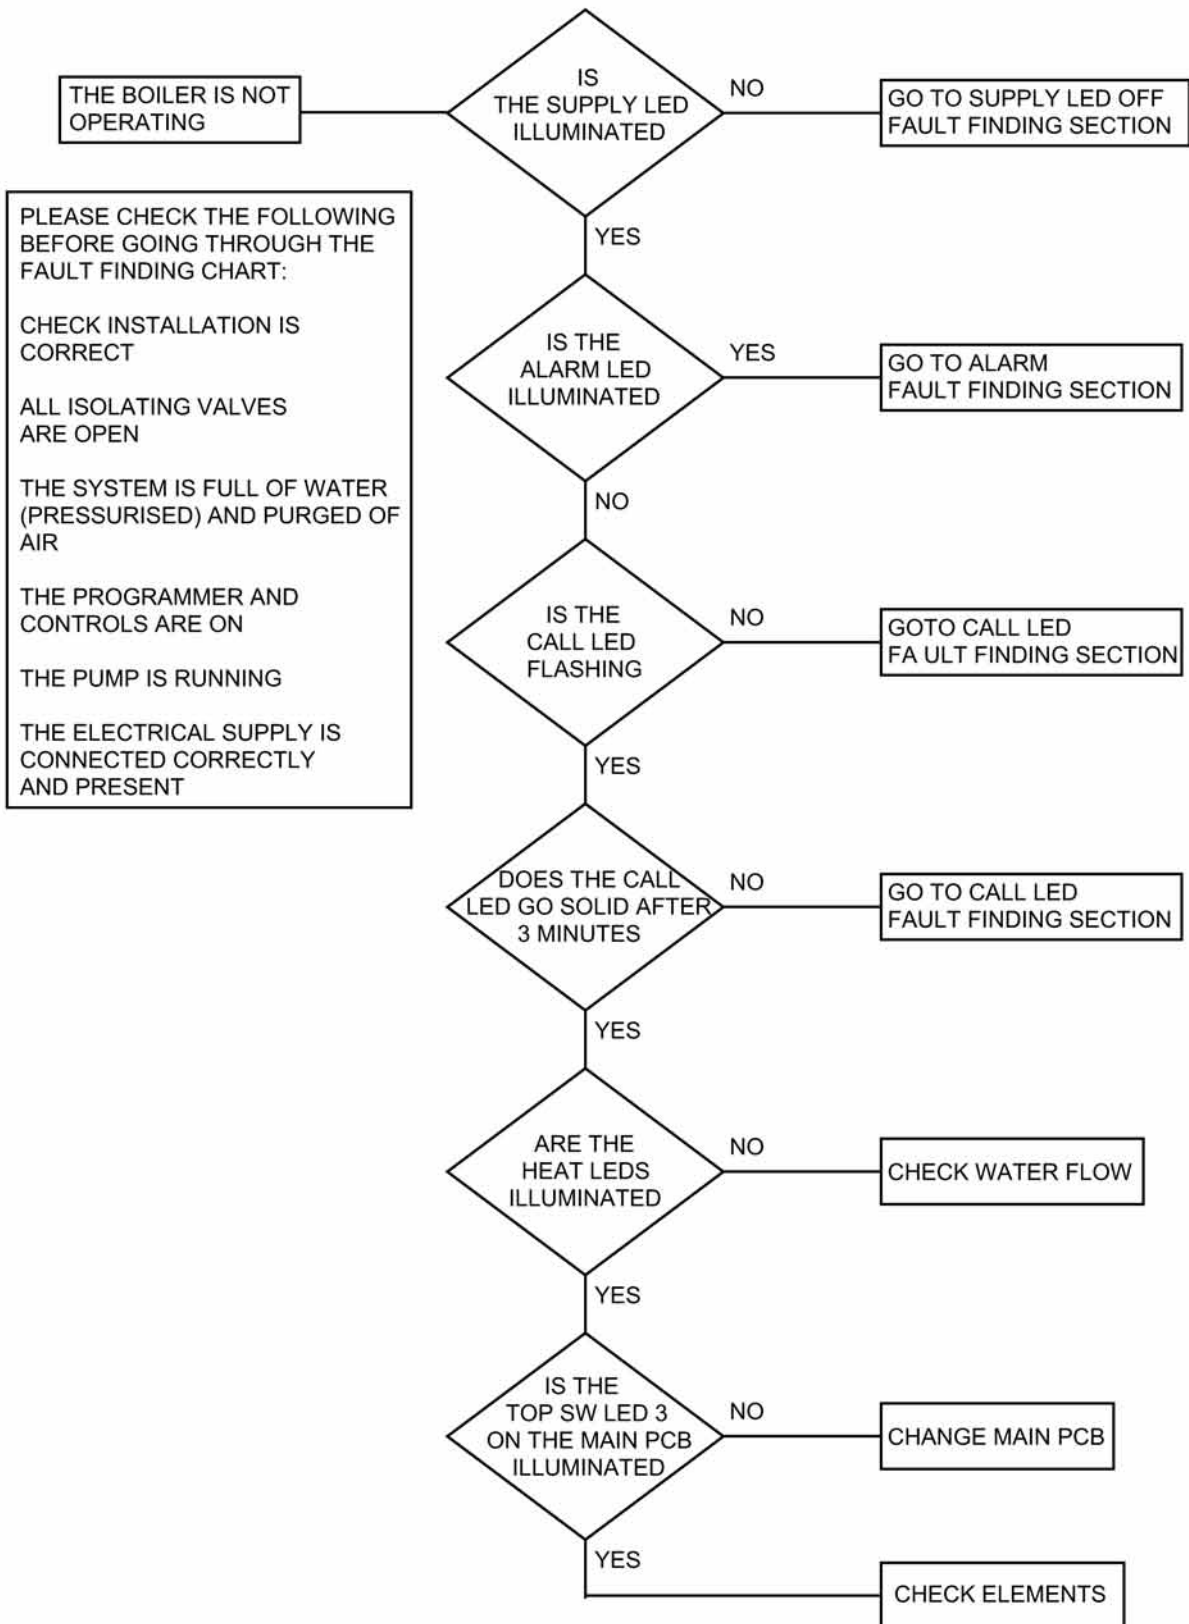 THE BOILER IS NOT
OPERATING
IS
THE SUPPLY LED
ILLUMINATED
NO
GO TO SUPPLY LED OFF
FAULT FINDING SECTION
YES
PLEASE CHECK THE FOLLOWING
BEFORE GOING THROUGH THE
FAULT FINDING CHART:
CHECK INSTALLATION IS
CORRECT
ALL ISOLATING VALVES
ARE OPEN
THE SYSTEM IS FULL OF WATER
(PRESSURISED) AND PURGED OF
AIR
THE PROGRAMMER AND
CONTROLS ARE ON
THE PUMP IS RUNNING
THE ELECTRICAL SUPPLY IS
CONNECTED CORRECTLY
AND PRESENT
IS THE
ALARM LED
ILLUMINATED
YES
GO TO ALARM
FAULT FINDING SECTION
NO
IS THE
CALL LED
FLASHING
NO
GOTO CALL LED
FA ULT FINDING SECTION
YES
DOES THE CALL
LED GO SOLID AFTER
3 MINUTES
NO
GO TO CALL LED
FAULT FINDING SECTION
YES
ARE THE
HEAT LEDS
ILLUMINATED
NO
CHECK WATER FLOW
YES
IS THE
TOP SW LED 3
ON THE MAIN PCB
ILLUMINATED
NO
CHANGE MAIN PCB
YES
CHECK ELEMENTS